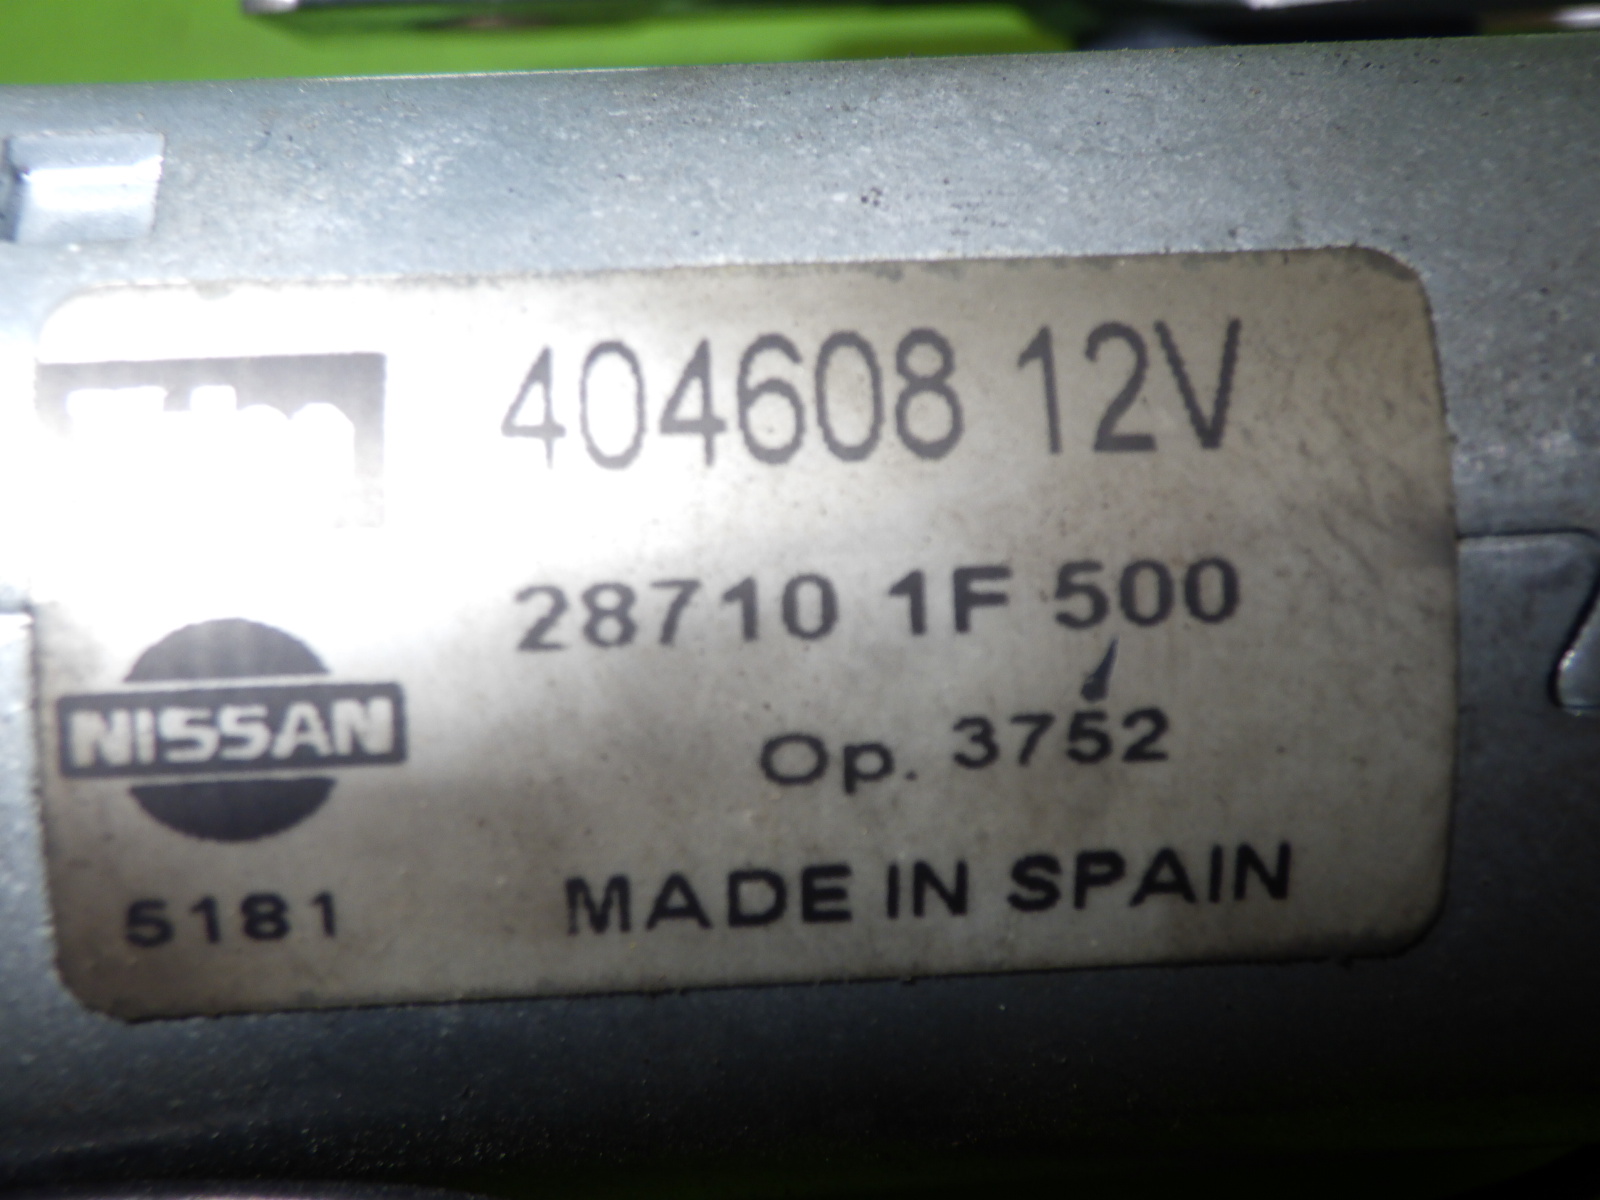 404608 12V
28710 1F 500
NISSAN
Op. 3752
5181
MADE IN SPAIN